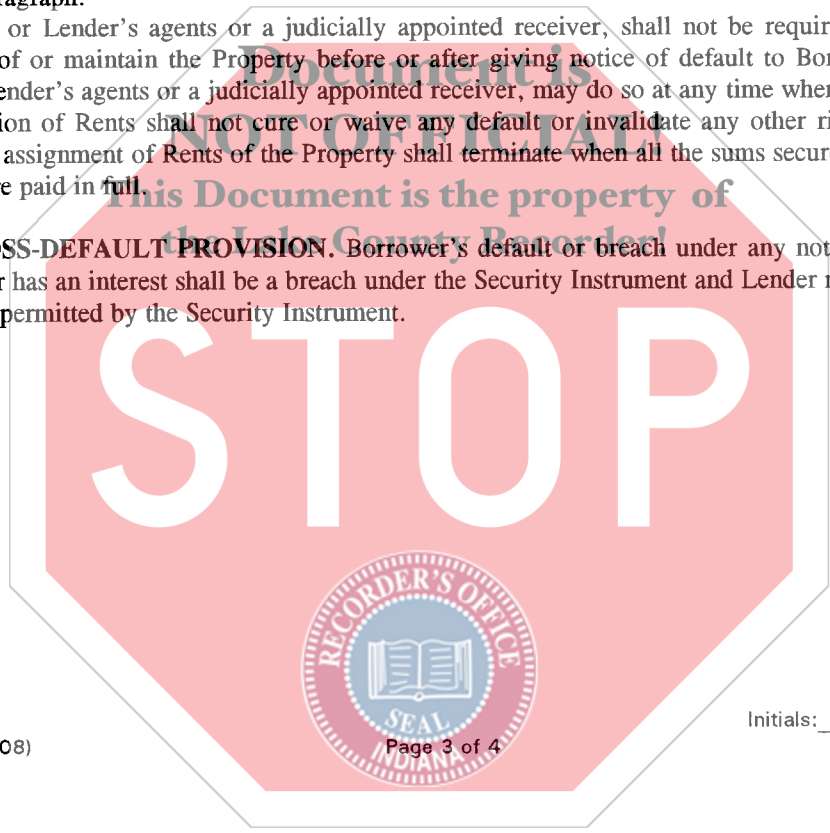 ragraph.
or Lender's agents or a judicially appointed receiver, shall not be requir
of or maintain the Property before or after giving notice of default to Bor
ender's agents or a judicially appointed receiver, may do so at any time when
ion of Rents shall not cure or waive any default or invalidate any other ri
assignment of Rents of the Property shall terminate when all the sums secur
re paid in full.
Document is
NOT OFFICIAL!
This Document is the property of
the Lake County Recorder!
OSS-DEFAULT PROVISION. Borrower's default or breach under any not
r has an interest shall be a breach under the Security Instrument and Lender
permitted by the Security Instrument.
STOP
RECORDER'S OFFICE
SEAL
INDIANA
Initials:_
08)
Page 3 of 4